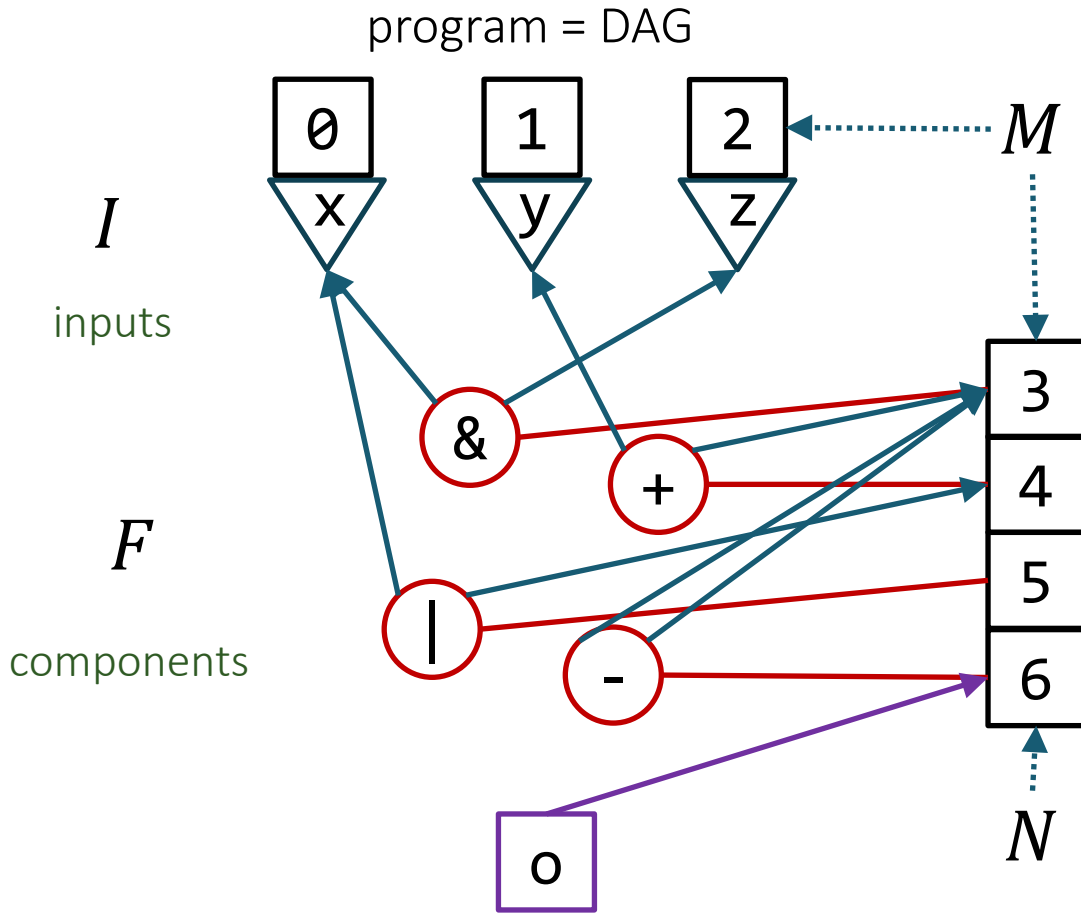 program = DAG
0 1 2
M
x y z
I
inputs
3
&
+
4
F
5
|
components
-
6
N
o